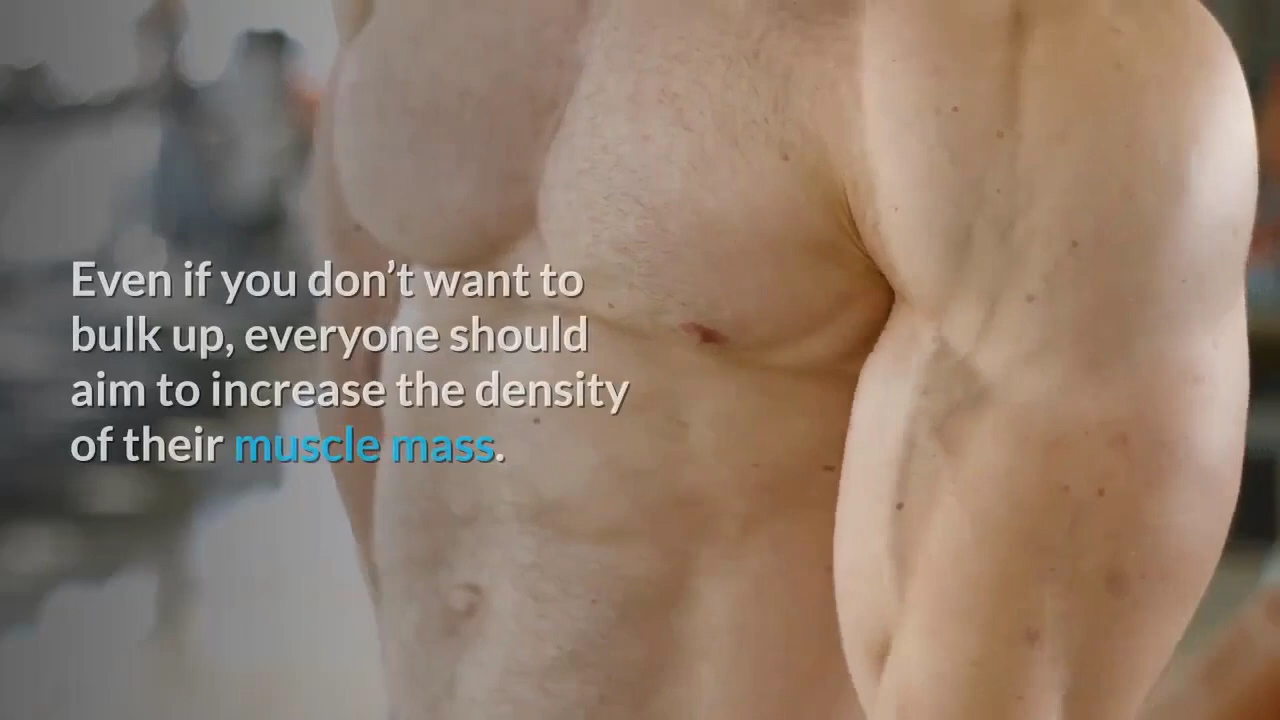 Even if you don’t want to
bulk up, everyone should
aim to increase the density
of their muscle mass.